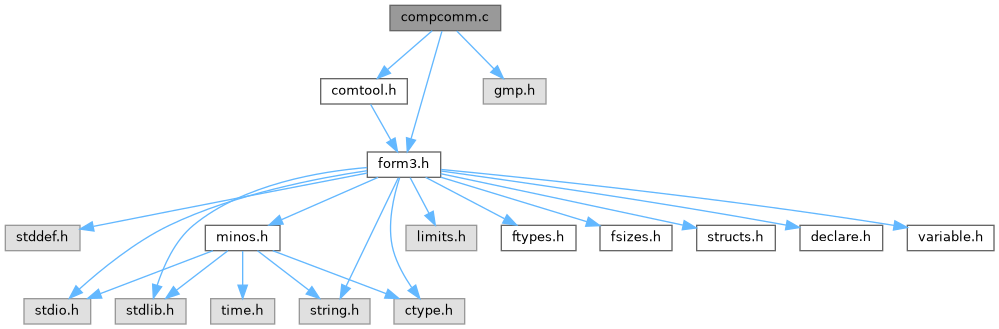 compcomm.c
comtool.h
gmp.h
form3.h
stddef.h
minos.h
limits.h
ftypes.h
fsizes.h
structs.h
declare.h
variable.h
stdio.h
stdlib.h
time.h
string.h
ctype.h